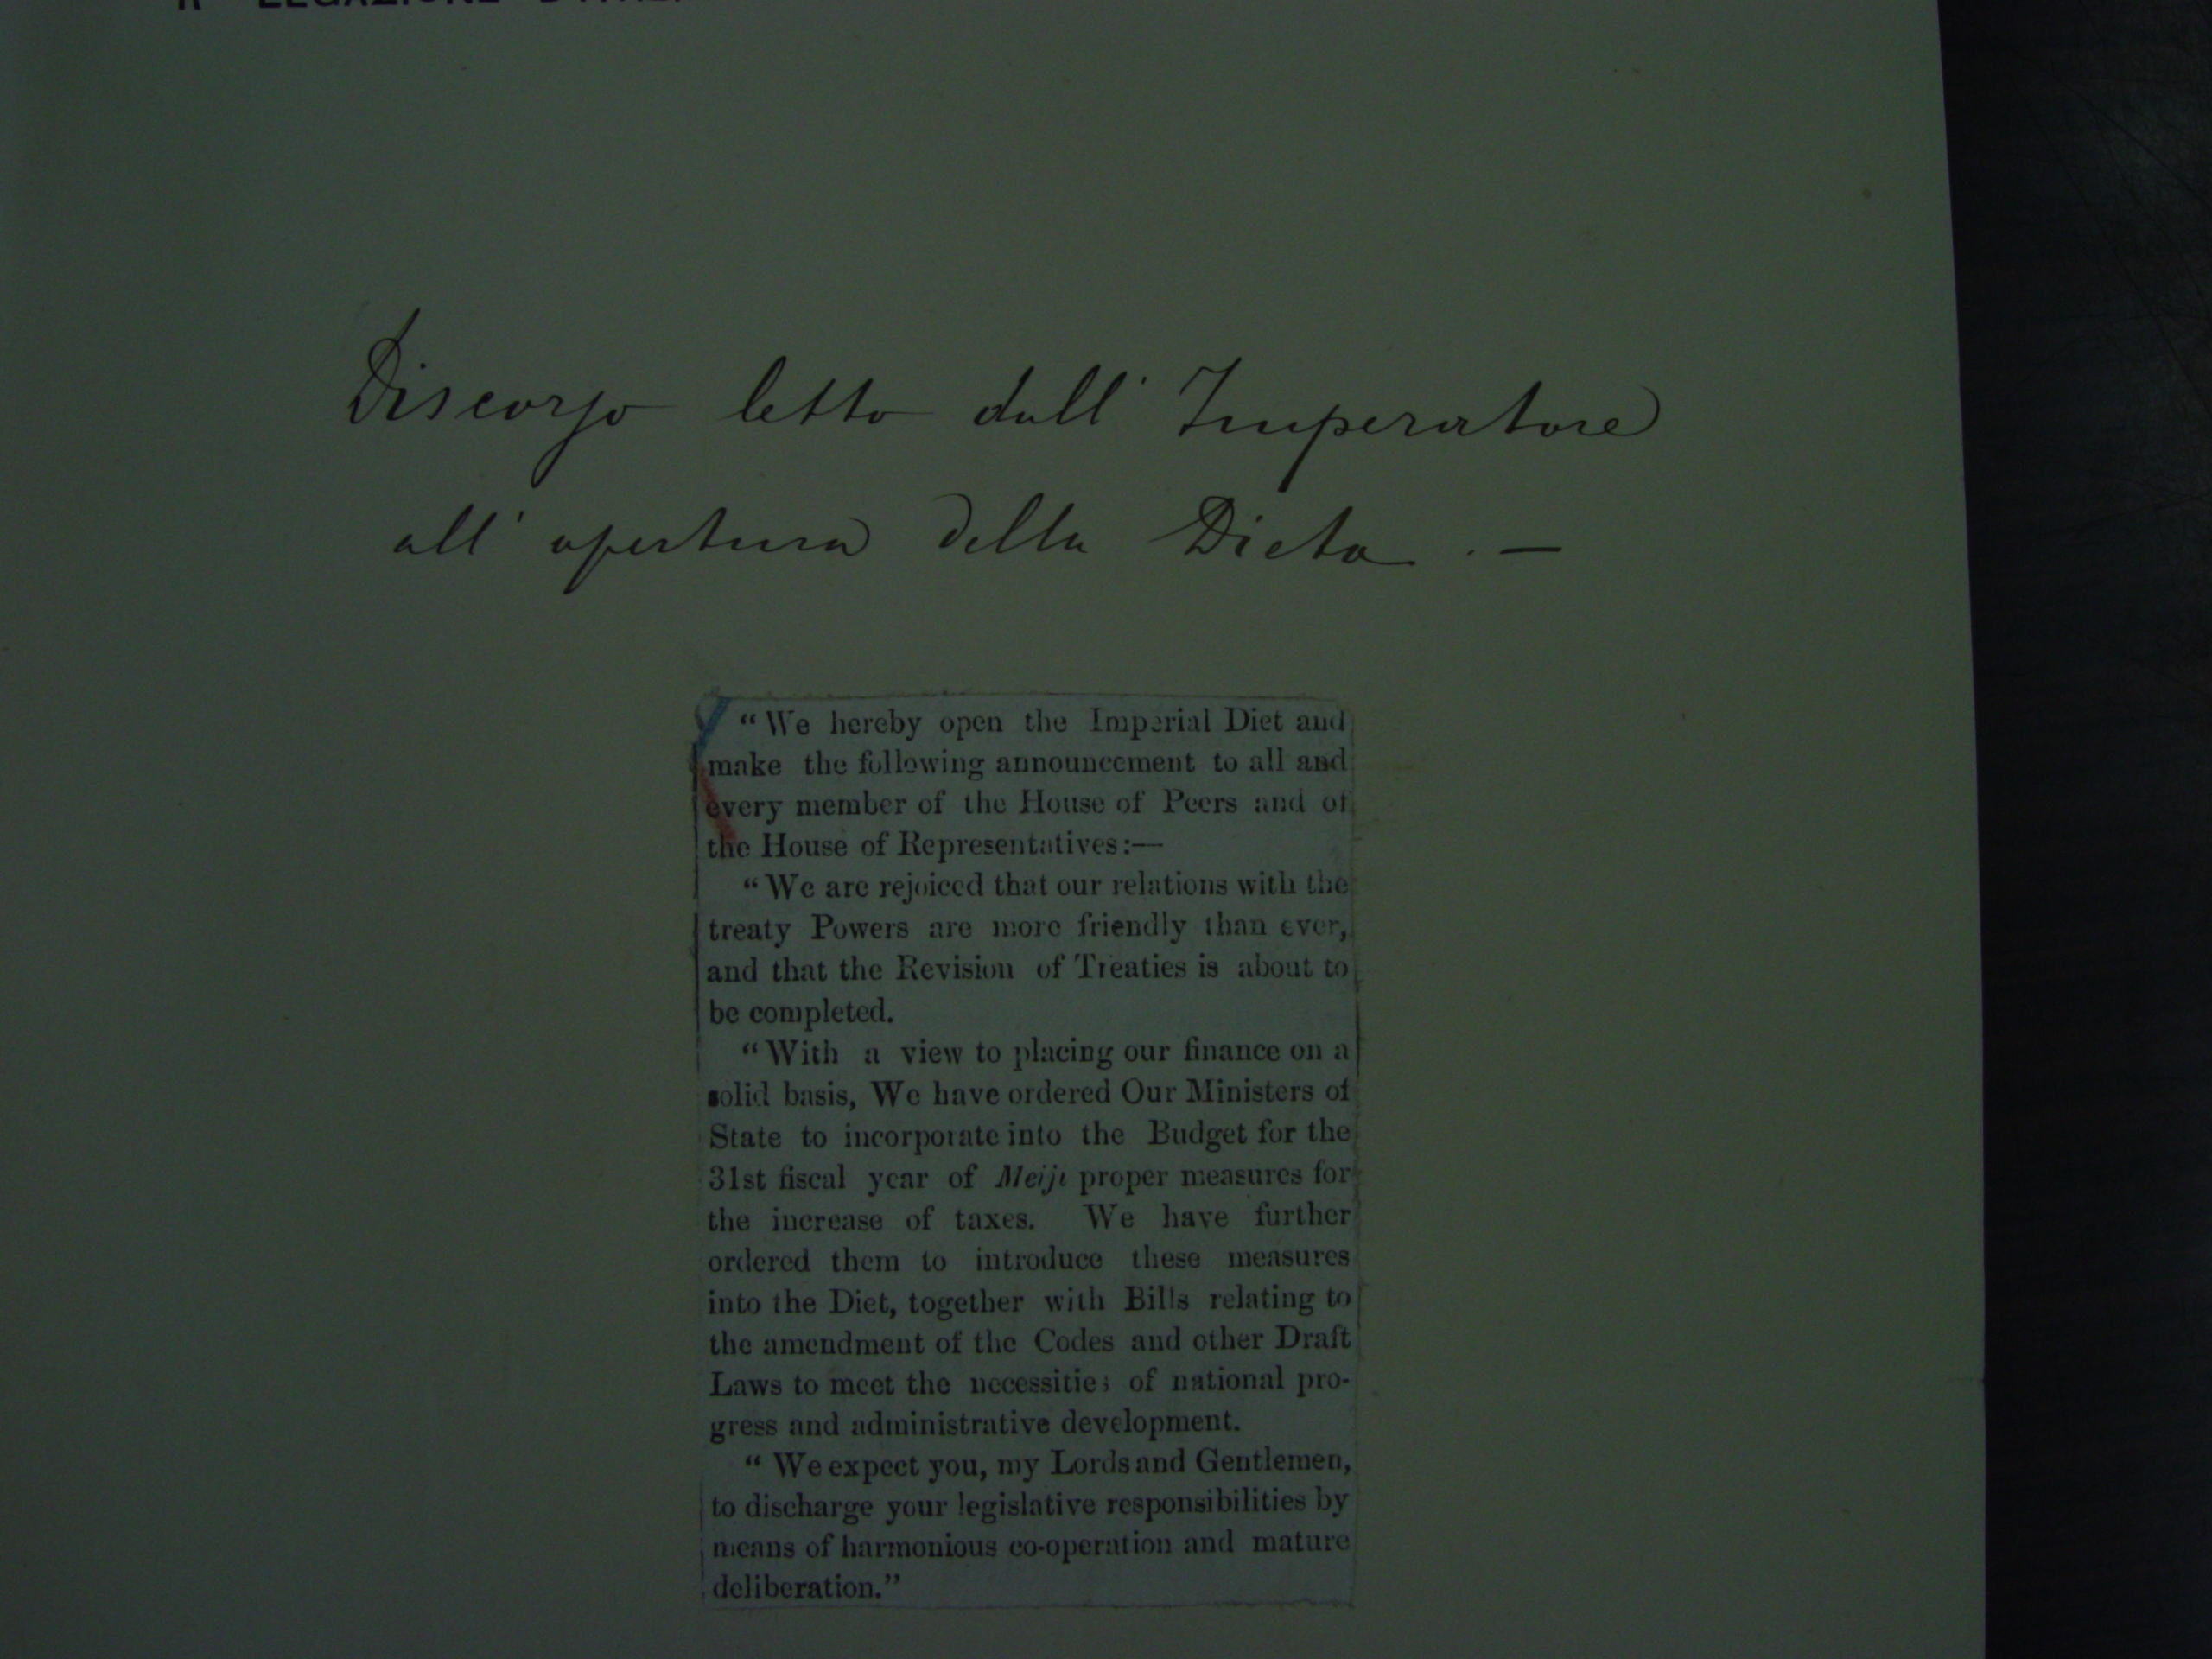 R LEGAZIONE D'ITAL
Discorso letto dall' Imperatore
all' apertura della Dieta . —
“We hereby open the Imperial Diet and
make the following announcement to all and
every member of the House of Peers and of
the House of Representatives:—
“We are rejoiced that our relations with the
treaty Powers are more friendly than ever,
and that the Revision of Treaties is about to
be completed.
“With a view to placing our finance on a
solid basis, We have ordered Our Ministers of
State to incorporate into the Budget for the
31st fiscal year of Meiji proper measures for
the increase of taxes. We have further
ordered them to introduce these measures
into the Diet, together with Bills relating to
the amendment of the Codes and other Draft
Laws to meet the necessities of national pro-
gress and administrative development.
“We expect you, my Lords and Gentlemen,
to discharge your legislative responsibilities by
means of harmonious co-operation and mature
deliberation.”